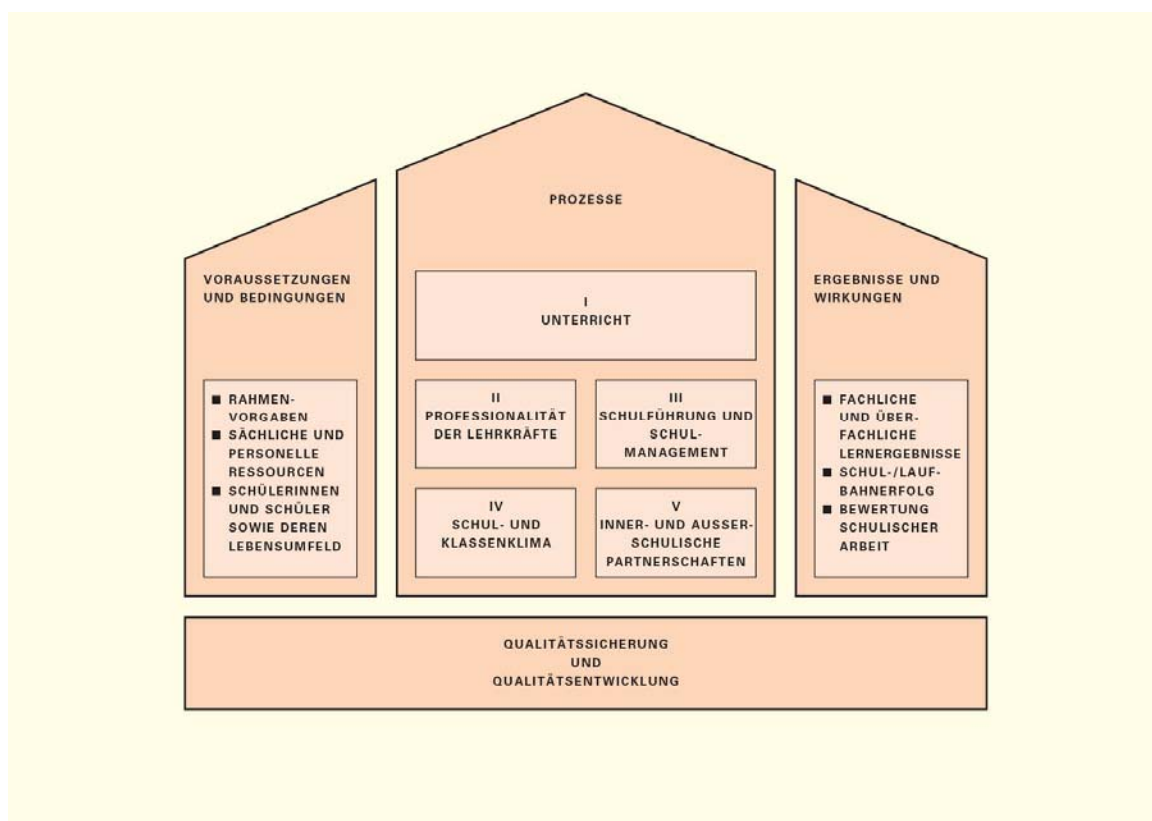 PROZESSE
VORAUSSETZUNGEN
UND BEDINGUNGEN
■ RAHMEN-
VORGABEN
■ SÄCHLICHE UND
PERSONELLE
RESSOURCEN
■ SCHÜLERINNEN
UND SCHÜLER
SOWIE DEREN
LEBENSUMFELD
I
UNTERRICHT
II
PROFESSIONALITÄT
DER LEHRKRÄFTE
III
SCHULFÜHRUNG UND
SCHUL-
MANAGEMENT
IV
SCHUL- UND
KLASSENKLIMA
V
INNER- UND AUSSER-
SCHULISCHE
PARTNERSCHAFTEN
ERGEBNISSE UND
WIRKUNGEN
■ FACHLICHE
UND ÜBER-
FACHLICHE
LERNERGEBNISSE
■ SCHUL-/LAUF-
BAHNERFOLG
■ BEWERTUNG
SCHULISCHER
ARBEIT
QUALITÄTSSICHERUNG
UND
QUALITÄTSENTWICKLUNG